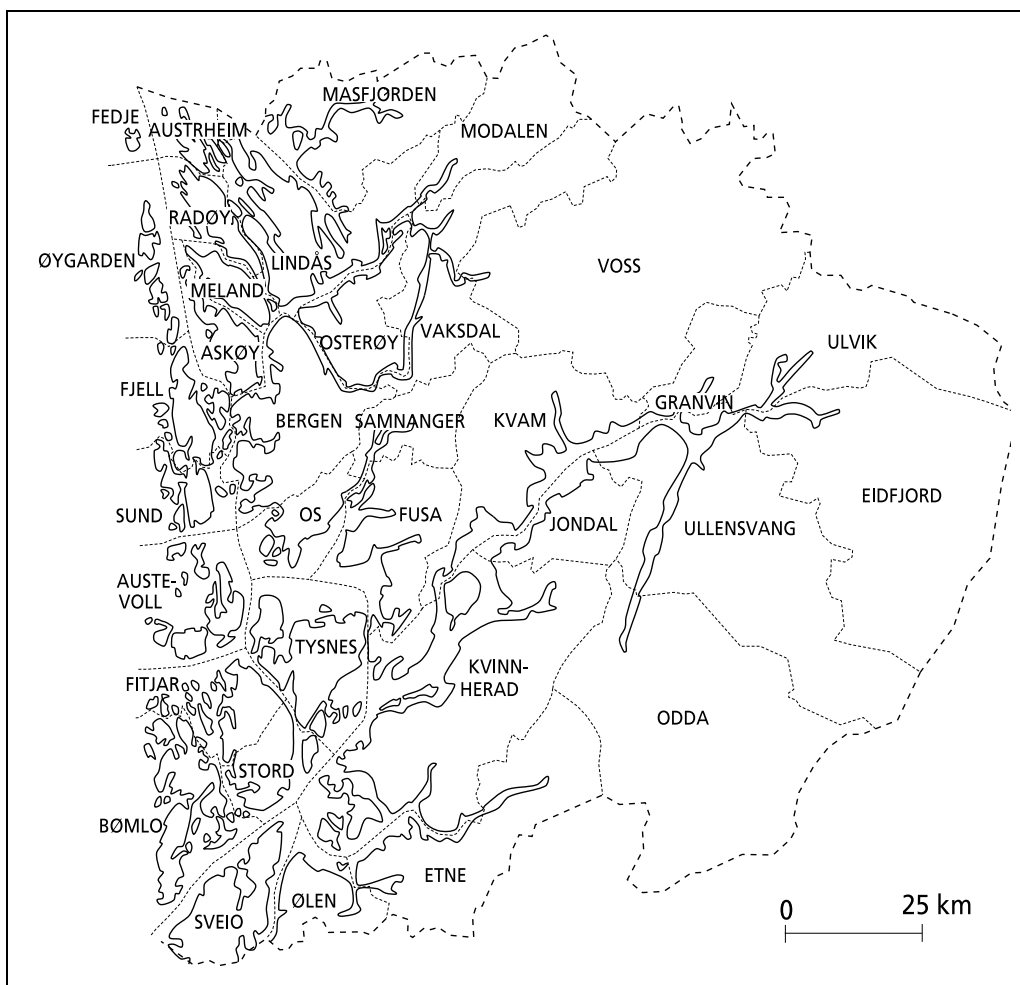 MASFJORDEN
FEDJE
AUSTRHEIM
MODALEN
RADØY
ØYGARDEN
LINDÅS
VOSS
MELAND
ASKØY
OSTERØY
VAKSDAL
ULVIK
FJELL
GRANVIN
BERGEN
SAMNANGER
KVAM
EIDFJORD
SUND
OS
FUSA
JONDAL
ULLENSVANG
AUSTE-
VOLL
TYSNES
FITJAR
KVINN-
HERAD
ODDA
STORD
BØMLO
ETNE
ØLEN
SVEIO
0 25 km